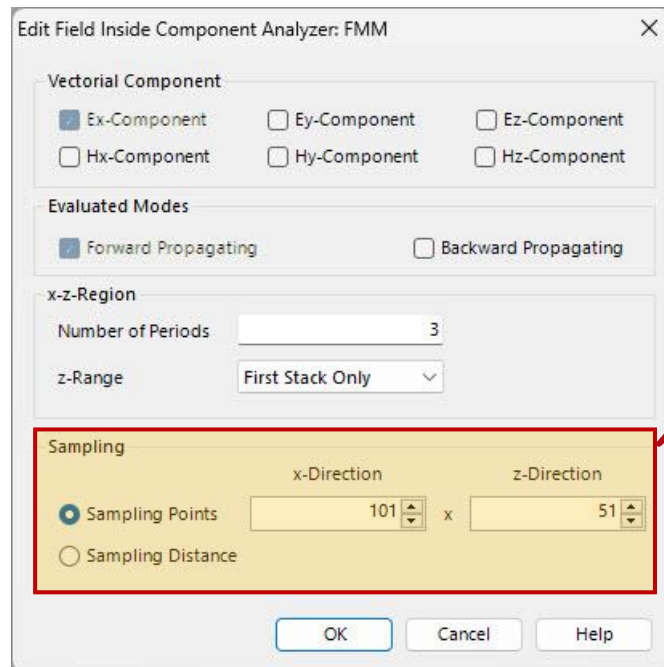 Edit Field Inside Component Analyzer: FMM
Vectorial Component
Ex-Component Ey-Component Ez-Component
Hx-Component Hy-Component Hz-Component
Evaluated Modes
Forward Propagating Backward Propagating
x-z-Region
Number of Periods 3
z-Range First Stack Only
Sampling
x-Direction z-Direction
Sampling Points 101 x 51
Sampling Distance
OK Cancel Help